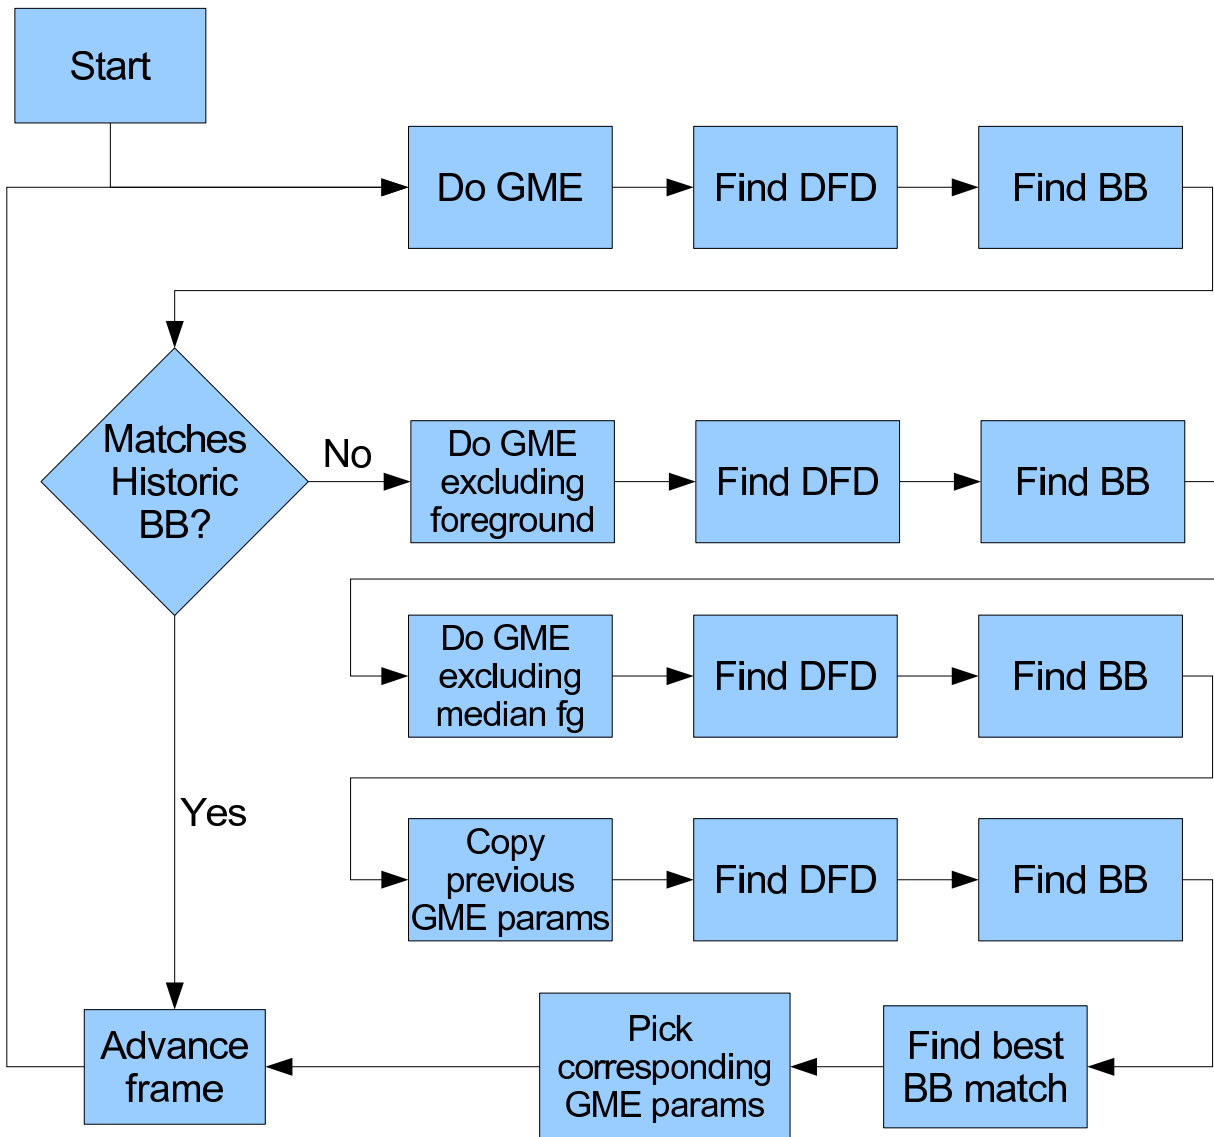 Start
Do GME
Find DFD
Find BB
Matches
Historic
BB?
No
Do GME
excluding
foreground
Find DFD
Find BB
Do GME
excluding
median fg
Find DFD
Find BB
Yes
Copy
previous
GME params
Find DFD
Find BB
Find best
BB match
Pick
corresponding
GME params
Advance
frame